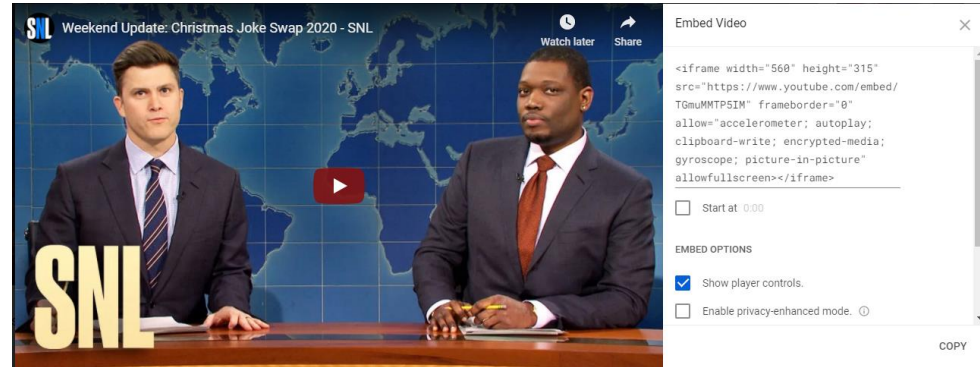 SNL
Weekend Update: Christmas Joke Swap 2020 - SNL
Watch later
Share
SNL
Embed Video
<iframe width="560" height="315"
src="https://www.youtube.com/embed/
TGmuMMTP5IM" frameborder="0"
allow="accelerometer; autoplay;
clipboard-write; encrypted-media;
gyroscope; picture-in-picture"
allowfullscreen></iframe>
Start at 0:00
EMBED OPTIONS
Show player controls.
Enable privacy-enhanced mode.
COPY